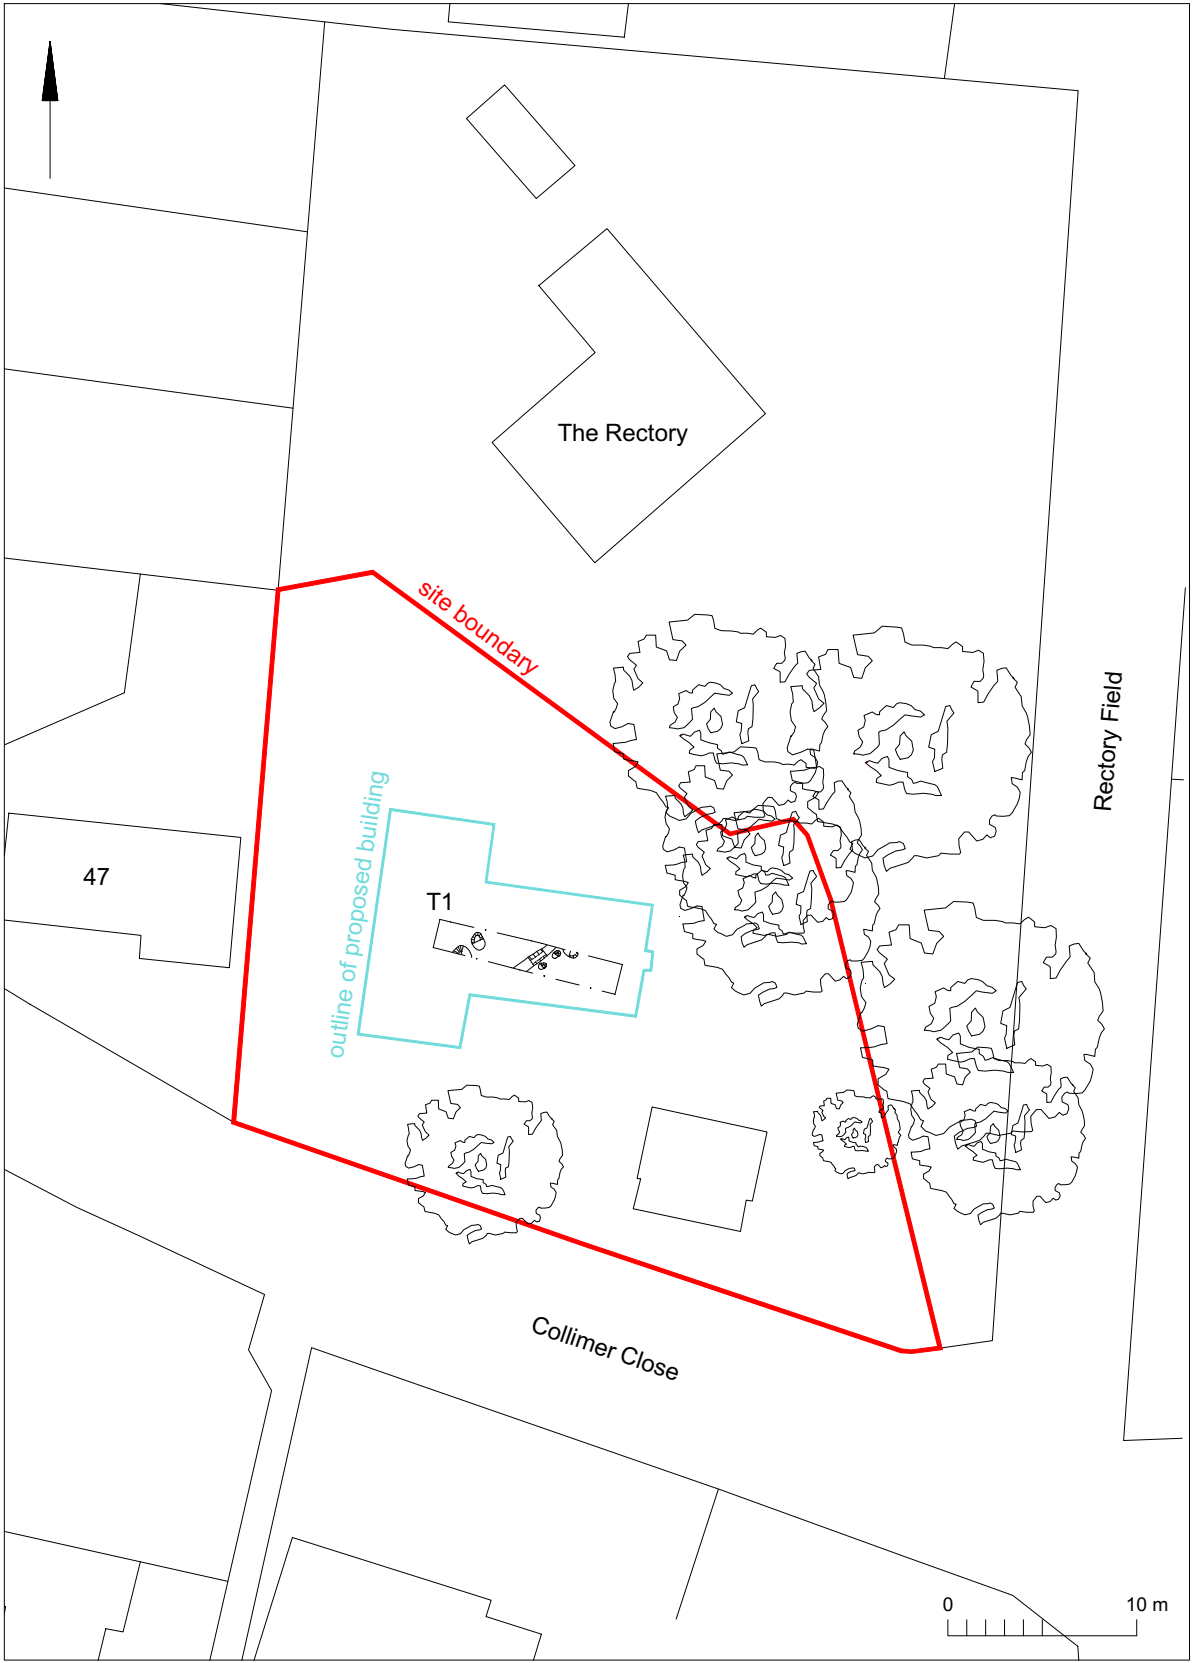 The Rectory
site boundary
Rectory Field
outline of proposed building
47
T1
Collimer Close
0 10 m